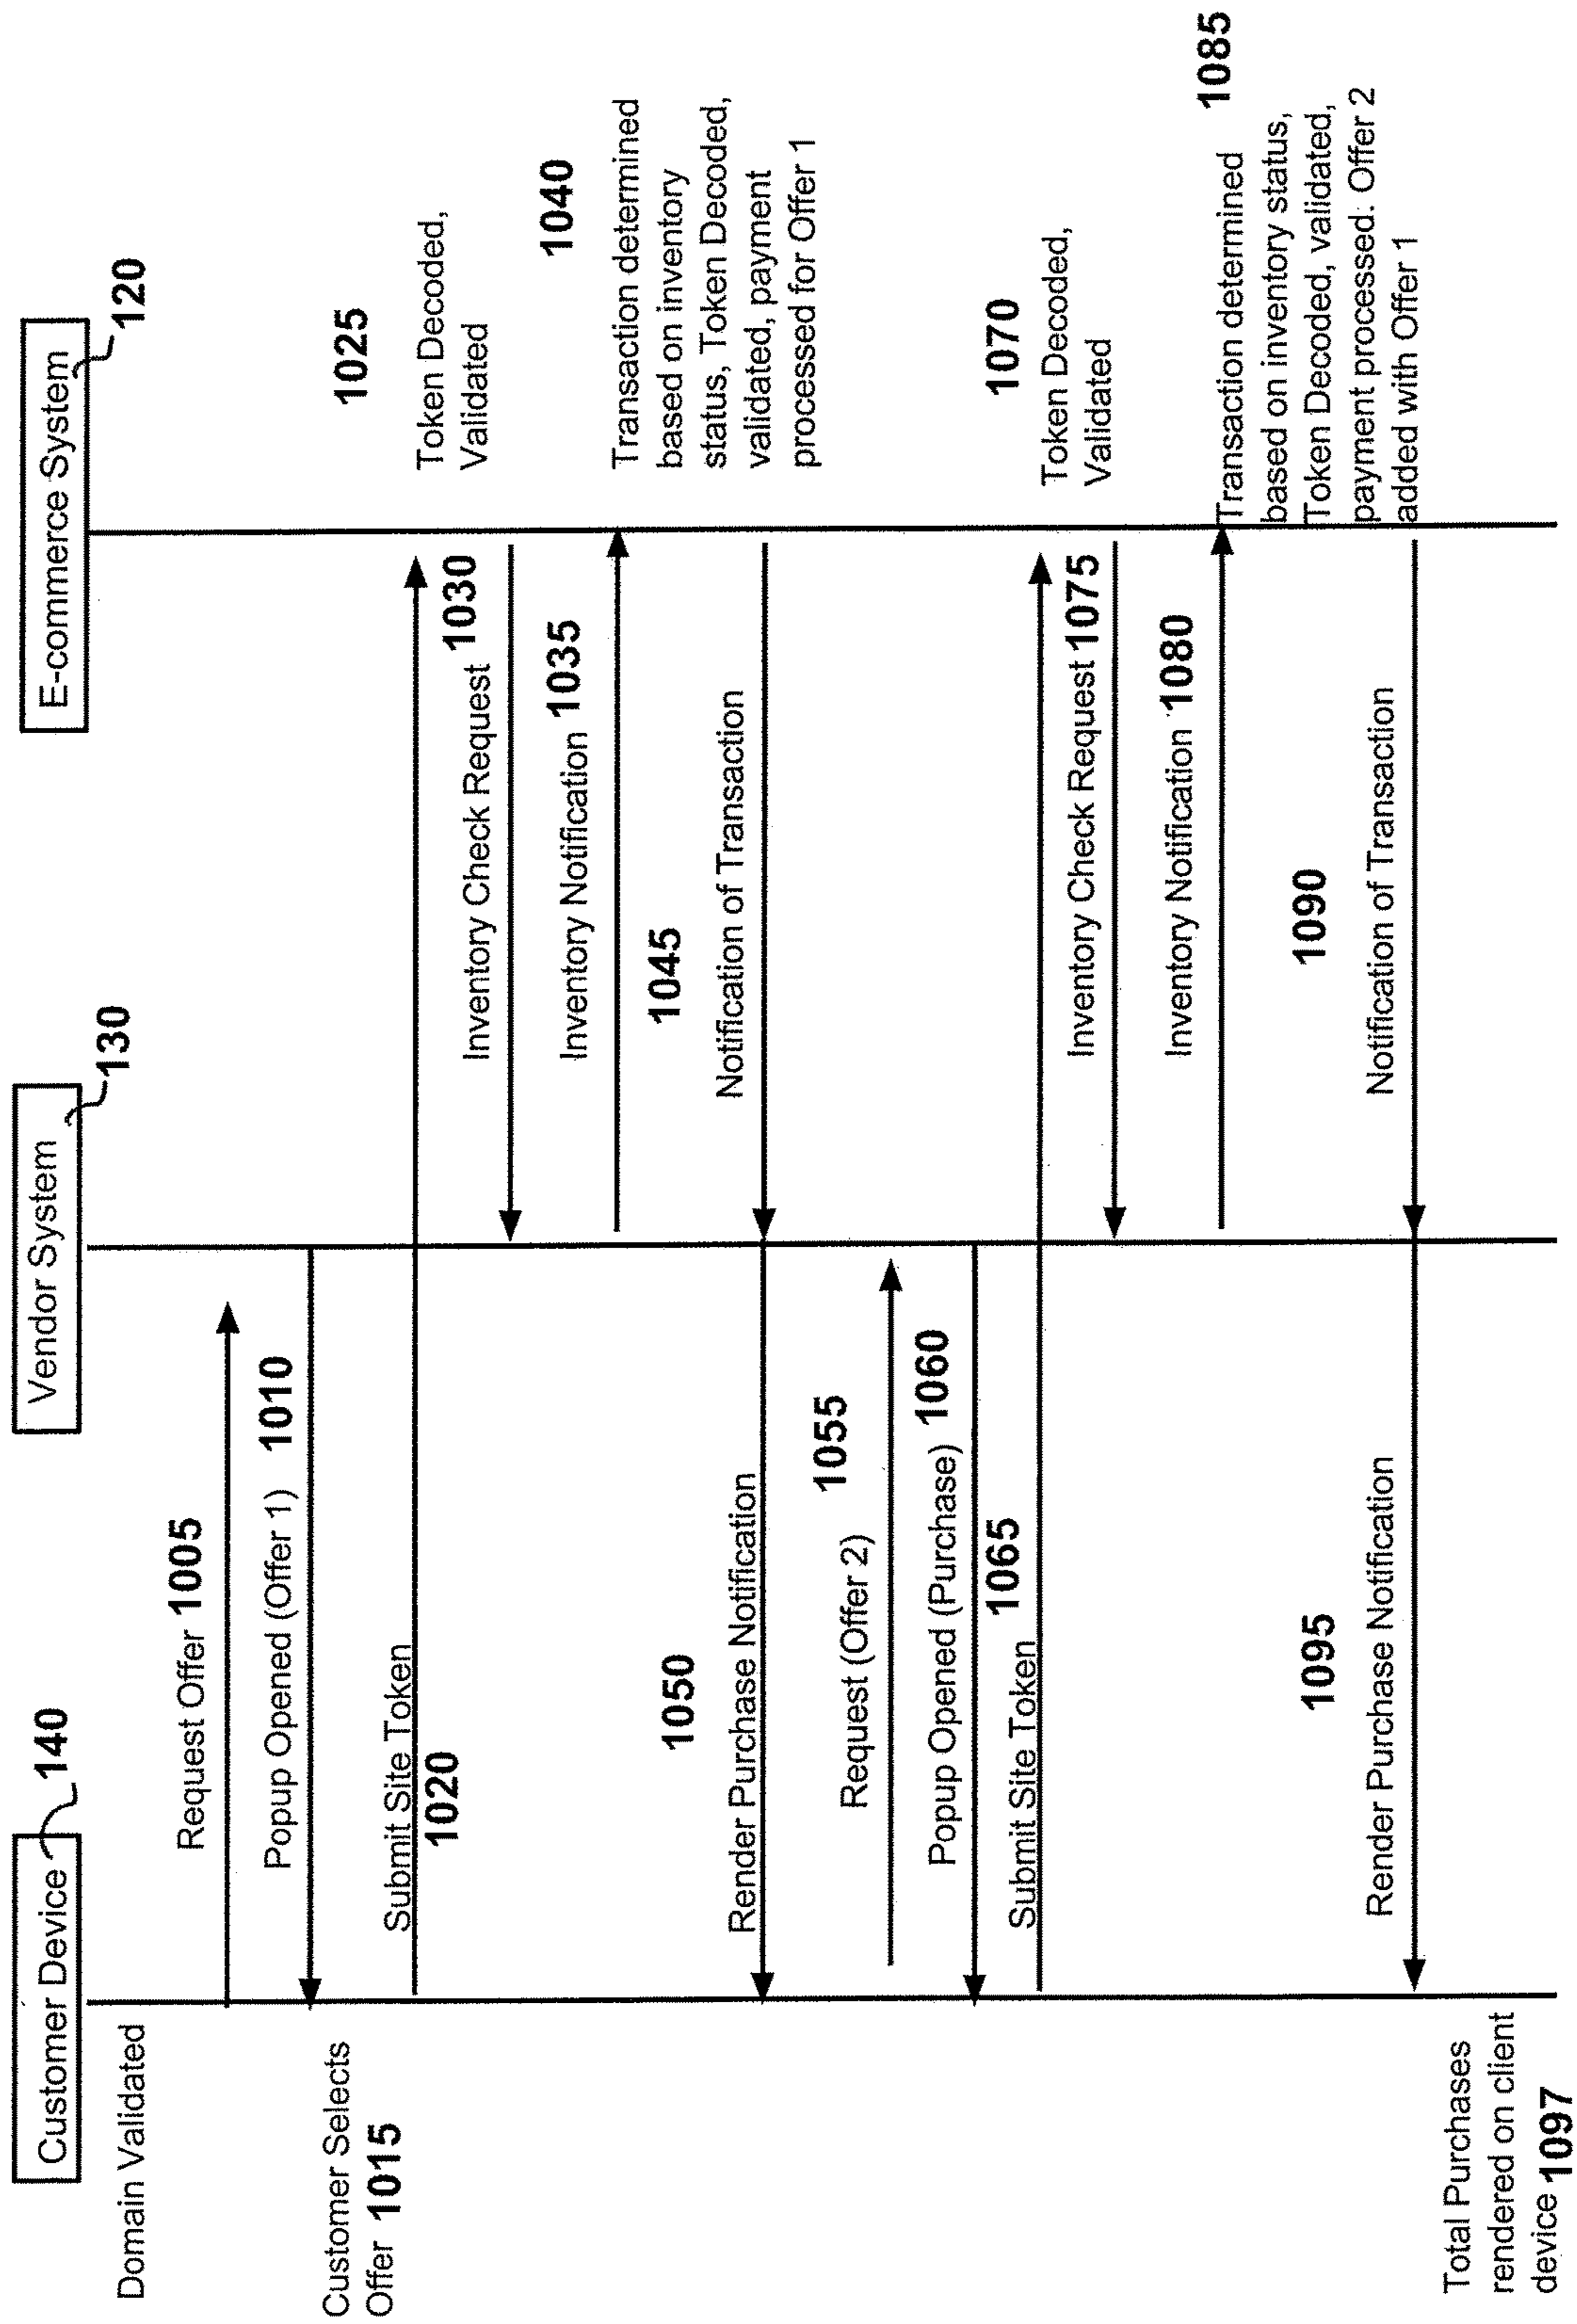 Customer Device 140
Vendor System 130
E-commerce System 120
Domain Validated
Request Offer 1005
Popup Opened (Offer 1) 1010
Customer Selects
Offer 1015
Submit Site Token
1020
1025
Token Decoded,
Validated
Inventory Check Request 1030
Inventory Notification 1035
1040
Transaction determined
based on inventory
status, Token Decoded,
validated, payment
processed for Offer 1
1045
Notification of Transaction
1050
Render Purchase Notification
1055
Request (Offer 2)
Popup Opened (Purchase) 1060
Submit Site Token 1065
1070
Token Decoded,
Validated
Inventory Check Request 1075
Inventory Notification 1080
1085
Transaction determined
based on inventory status,
Token Decoded, validated,
payment processed: Offer 2
added with Offer 1
1090
Notification of Transaction
1095
Render Purchase Notification
Total Purchases
rendered on client
device 1097